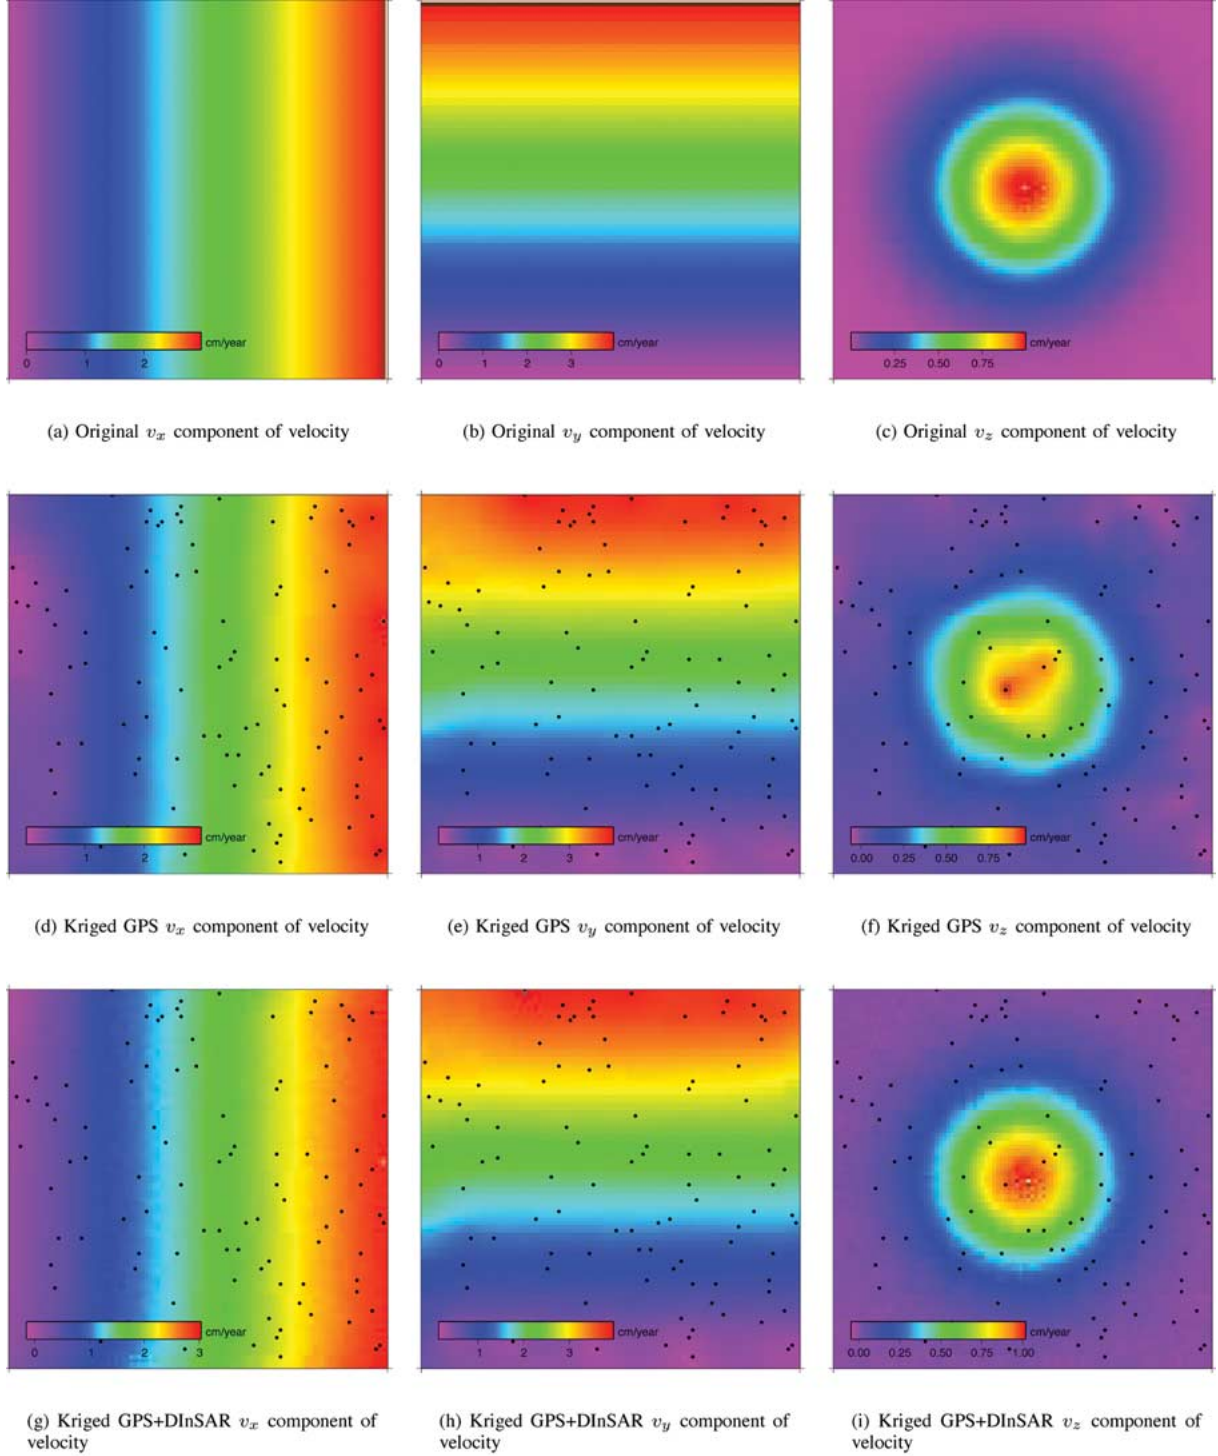 cm/year cm/year cm/year
0 1 2 0 1 2 3 0.25 0.50 0.75
(a) Original vx component of velocity (b) Original vy component of velocity (c) Original vz component of velocity
cm/year cm/year cm/year
1 2 1 2 3 0.00 0.25 0.50 0.75
(d) Kriged GPS vx component of velocity (e) Kriged GPS vy component of velocity (f) Kriged GPS vz component of velocity
cm/year cm/year cm/year
0 1 2 3 1 2 3 0.00 0.25 0.50 0.75 1.00
(g) Kriged GPS+DInSAR vx component of velocity
(h) Kriged GPS+DInSAR vy component of velocity
(i) Kriged GPS+DInSAR vz component of velocity